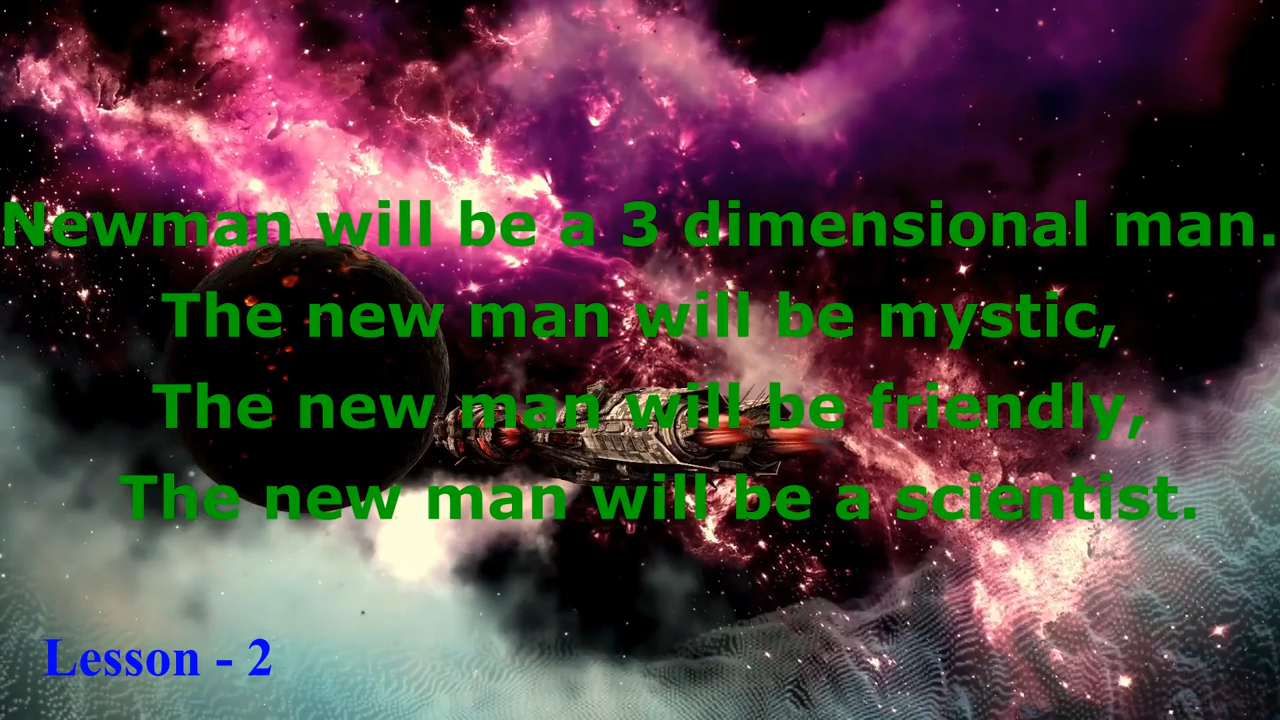 Newman will be a 3 dimensional man.
The new man will be mystic,
The new man will be friendly,
The new man will be a scientist.
Lesson - 2